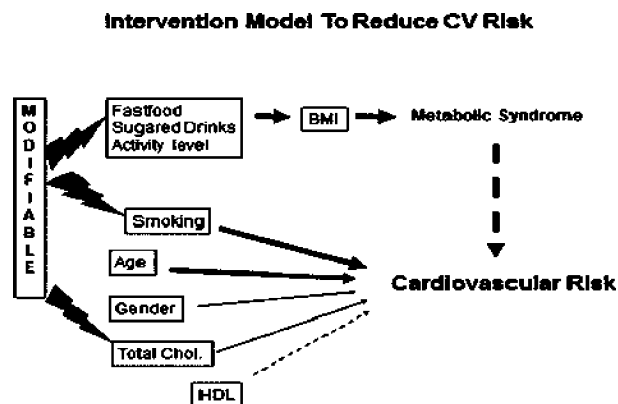 Intervention Model To Reduce CV Risk
MODIFIABLE
Fastfood
Sugared Drinks
Activity level
BMI
Metabolic Syndrome
Smoking
Age
Cardiovascular Risk
Gender
Total Chol.
HDL